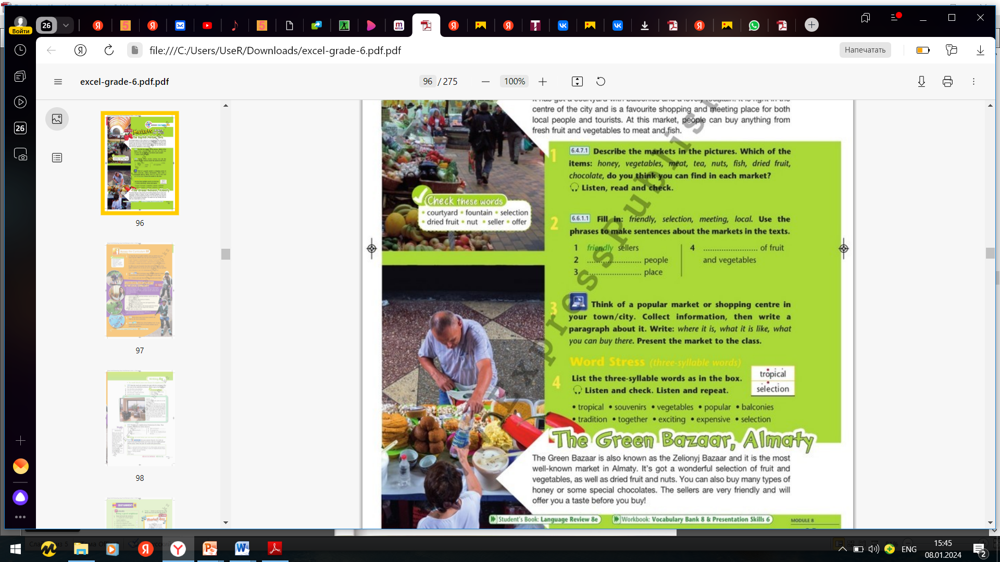 Войти
26
file:///C:/Users/UseR/Downloads/excel-grade-6.pdf.pdf
Напечатать
excel-grade-6.pdf.pdf
96 / 275
100%
26
96
97
98
centre of the city and is a favourite shopping and meeting place for both
local people and tourists. At this market, people can buy anything from
fresh fruit and vegetables to meat and fish.
Check these words
• courtyard • fountain • selection
• dried fruit • nut • seller • offer
1 6.4.7.1 Describe the markets in the pictures. Which of the
items: honey, vegetables, meat, tea, nuts, fish, dried fruit,
chocolate, do you think you can find in each market?
Listen, read and check.
2 6.6.1.1 Fill in: friendly, selection, meeting, local. Use the
phrases to make sentences about the markets in the texts.
1 friendly sellers
2 ........................ people
3 ........................ place
4 ........................ of fruit
and vegetables
3 Think of a popular market or shopping centre in
your town/city. Collect information, then write a
paragraph about it. Write: where it is, what it is like, what
you can buy there. Present the market to the class.
Word Stress (three-syllable words)
4 List the three-syllable words as in the box.
Listen and check. Listen and repeat.
tropical
selection
• tropical • souvenirs • vegetables • popular • balconies
• tradition • together • exciting • expensive • selection
The Green Bazaar, Almaty
The Green Bazaar is also known as the Zelionyj Bazaar and it is the most
well-known market in Almaty. It's got a wonderful selection of fruit and
vegetables, as well as dried fruit and nuts. You can also buy many types of
honey or some special chocolates. The sellers are very friendly and will
offer you a taste before you buy!
Student's Book: Language Review 8e
Workbook: Vocabulary Bank 8 & Presentation Skills 6
MODULE 8
Express Publis
ENG
15:45
08.01.2024
2